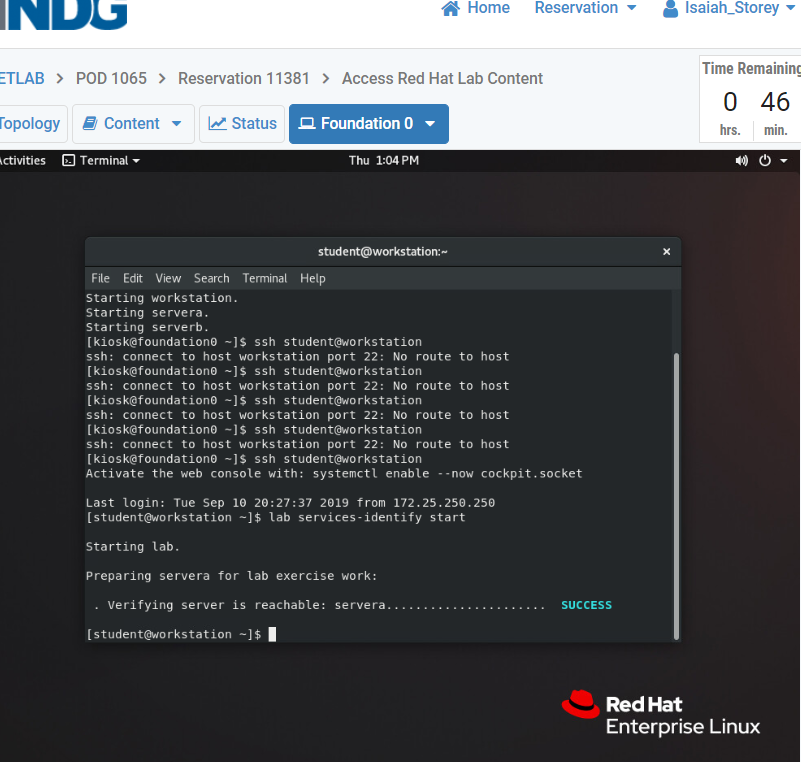 NDG
Home Reservation Isaiah_Storey
ETLAB > POD 1065 > Reservation 11381 > Access Red Hat Lab Content
Time Remaining
0 46
hrs. min.
Topology Content Status Foundation 0
Activities Terminal Thu 1:04 PM
student@workstation:~ ×
File Edit View Search Terminal Help
Starting workstation.
Starting servera.
Starting serverb.
[kiosk@foundation0 ~]$ ssh student@workstation
ssh: connect to host workstation port 22: No route to host
[kiosk@foundation0 ~]$ ssh student@workstation
ssh: connect to host workstation port 22: No route to host
[kiosk@foundation0 ~]$ ssh student@workstation
ssh: connect to host workstation port 22: No route to host
[kiosk@foundation0 ~]$ ssh student@workstation
ssh: connect to host workstation port 22: No route to host
[kiosk@foundation0 ~]$ ssh student@workstation
Activate the web console with: systemctl enable --now cockpit.socket
Last login: Tue Sep 10 20:27:37 2019 from 172.25.250.250
[student@workstation ~]$ lab services-identify start
Starting lab.
Preparing servera for lab exercise work:
. Verifying server is reachable: servera...................... SUCCESS
[student@workstation ~]$
Red Hat
Enterprise Linux